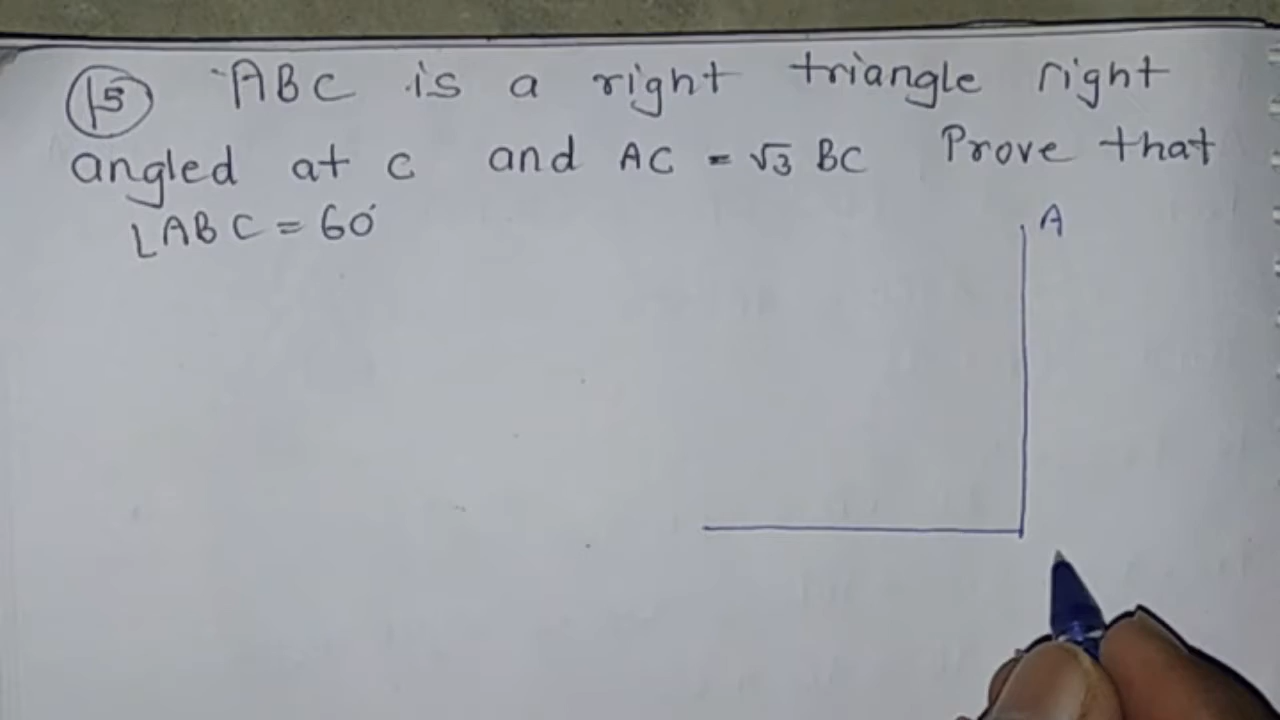 15 ABC is a right triangle right
angled at C and AC = √3 BC Prove that
∠ABC = 60°
A